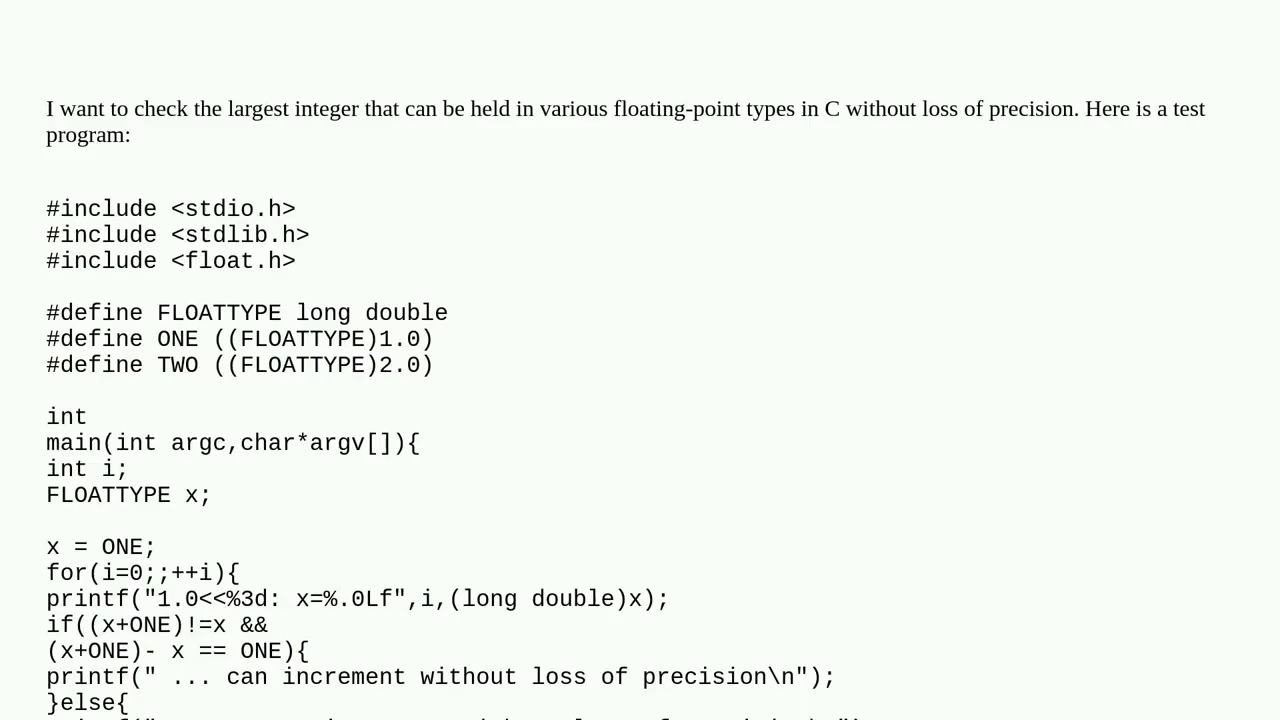 I want to check the largest integer that can be held in various floating-point types in C without loss of precision. Here is a test
program:
#include <stdio.h>
#include <stdlib.h>
#include <float.h>
#define FLOATTYPE long double
#define ONE ((FLOATTYPE)1.0)
#define TWO ((FLOATTYPE)2.0)
int
main(int argc,char*argv[]){
int i;
FLOATTYPE x;
x = ONE;
for(i=0;;++i){
printf("1.0<<%3d: x=%.0Lf",i,(long double)x);
if((x+ONE)!=x &&
(x+ONE)- x == ONE){
printf(" ... can increment without loss of precision\n");
}else{